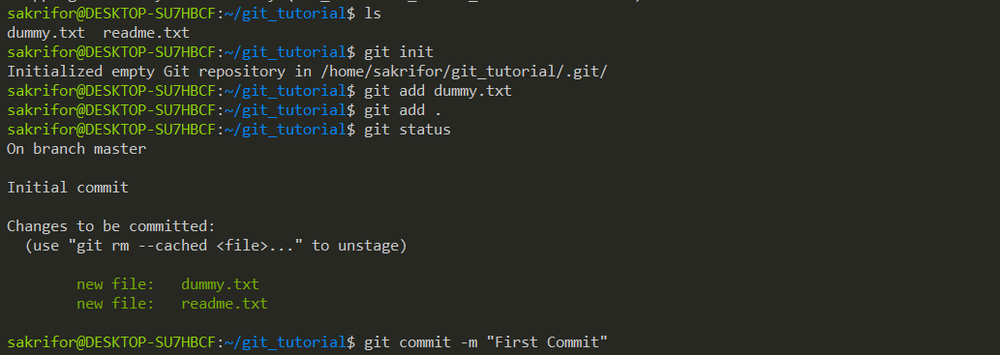 sakrifor@DESKTOP-SU7HBCF:~/git_tutorial$ ls
dummy.txt  readme.txt
sakrifor@DESKTOP-SU7HBCF:~/git_tutorial$ git init
Initialized empty Git repository in /home/sakrifor/git_tutorial/.git/
sakrifor@DESKTOP-SU7HBCF:~/git_tutorial$ git add dummy.txt
sakrifor@DESKTOP-SU7HBCF:~/git_tutorial$ git add .
sakrifor@DESKTOP-SU7HBCF:~/git_tutorial$ git status
On branch master
Initial commit
Changes to be committed:
  (use "git rm --cached <file>..." to unstage)
        new file:   dummy.txt
        new file:   readme.txt
sakrifor@DESKTOP-SU7HBCF:~/git_tutorial$ git commit -m "First Commit"